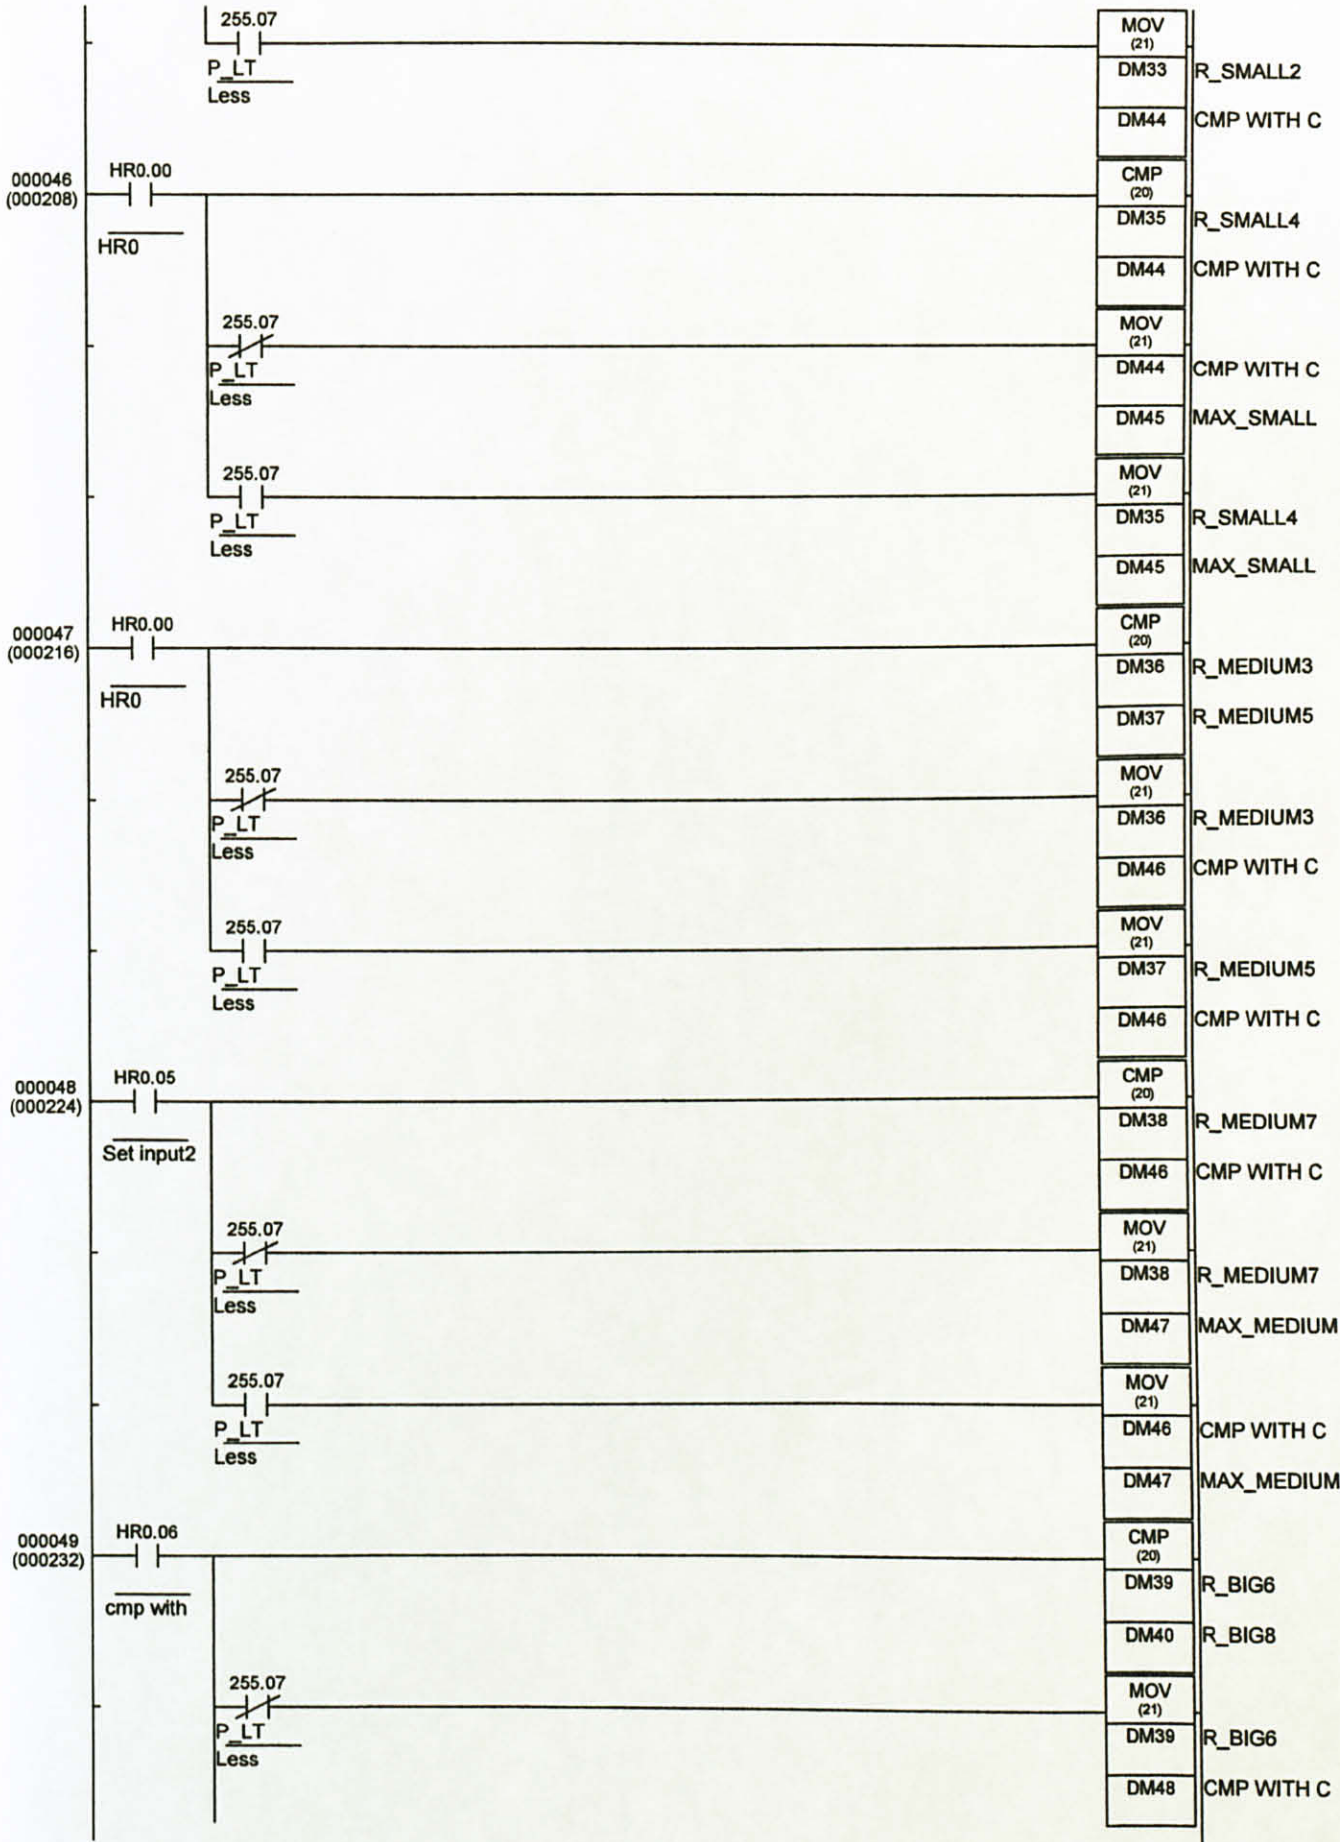 255.07
P_LT
Less
MOV
(21)
DM33 R_SMALL2
DM44 CMP WITH C
000046
(000208)
HR0.00
HR0
CMP
(20)
DM35 R_SMALL4
DM44 CMP WITH C
255.07
P_LT
Less
MOV
(21)
DM44 CMP WITH C
DM45 MAX_SMALL
255.07
P_LT
Less
MOV
(21)
DM35 R_SMALL4
DM45 MAX_SMALL
000047
(000216)
HR0.00
HR0
CMP
(20)
DM36 R_MEDIUM3
DM37 R_MEDIUM5
255.07
P_LT
Less
MOV
(21)
DM36 R_MEDIUM3
DM46 CMP WITH C
255.07
P_LT
Less
MOV
(21)
DM37 R_MEDIUM5
DM46 CMP WITH C
000048
(000224)
HR0.05
Set input2
CMP
(20)
DM38 R_MEDIUM7
DM46 CMP WITH C
255.07
P_LT
Less
MOV
(21)
DM38 R_MEDIUM7
DM47 MAX_MEDIUM
255.07
P_LT
Less
MOV
(21)
DM46 CMP WITH C
DM47 MAX_MEDIUM
000049
(000232)
HR0.06
cmp with
CMP
(20)
DM39 R_BIG6
DM40 R_BIG8
255.07
P_LT
Less
MOV
(21)
DM39 R_BIG6
DM48 CMP WITH C